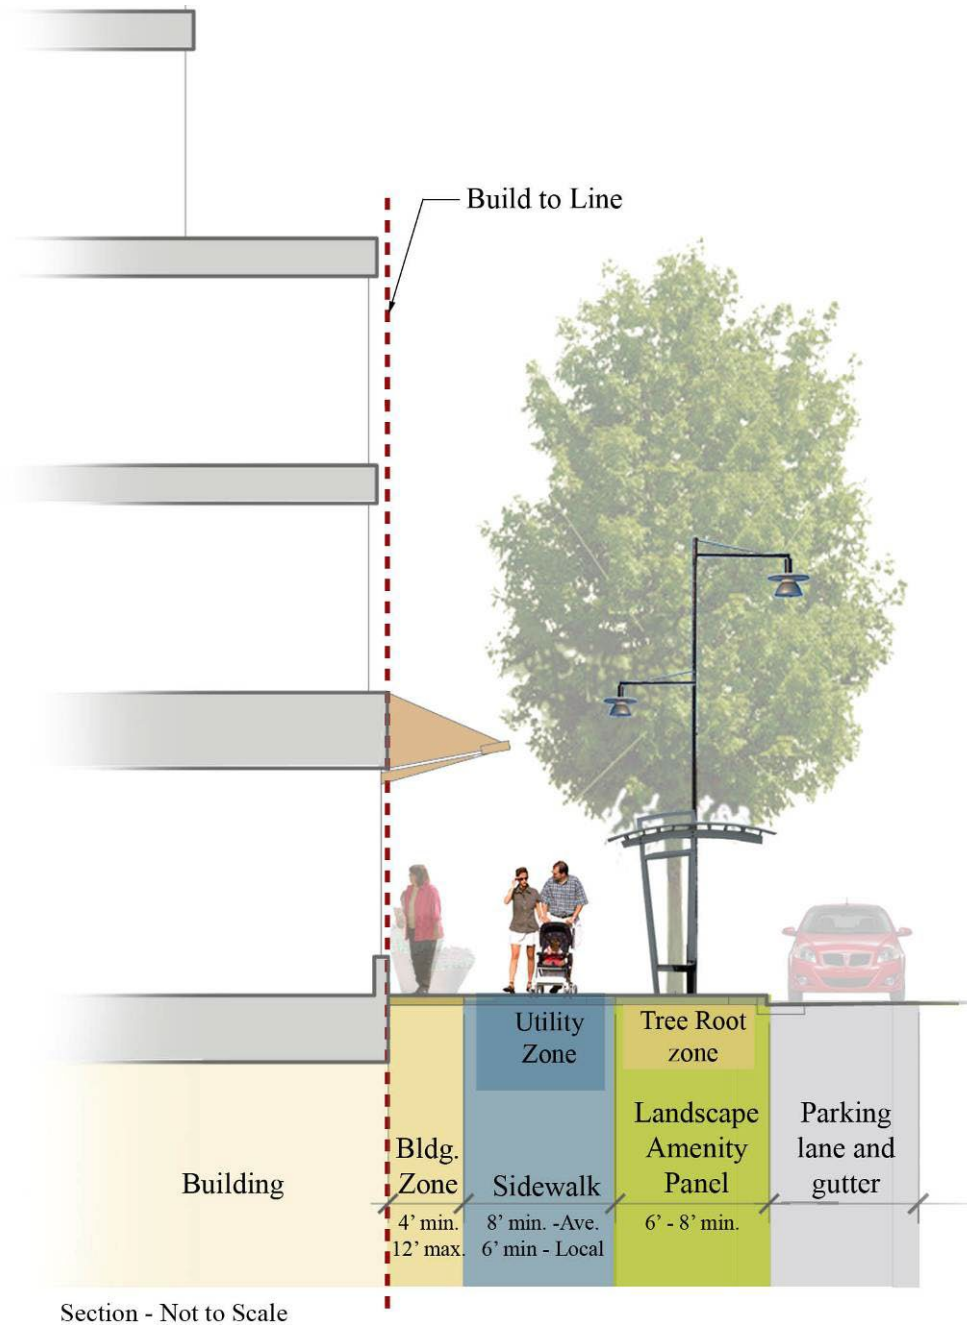 Build to Line
Utility
Zone
Tree Root
zone
Building
Bldg.
Zone
4’ min.
12’ max.
Sidewalk
8’ min. -Ave.
6’ min - Local
Landscape
Amenity
Panel
6’ - 8’ min.
Parking
lane and
gutter
Section - Not to Scale